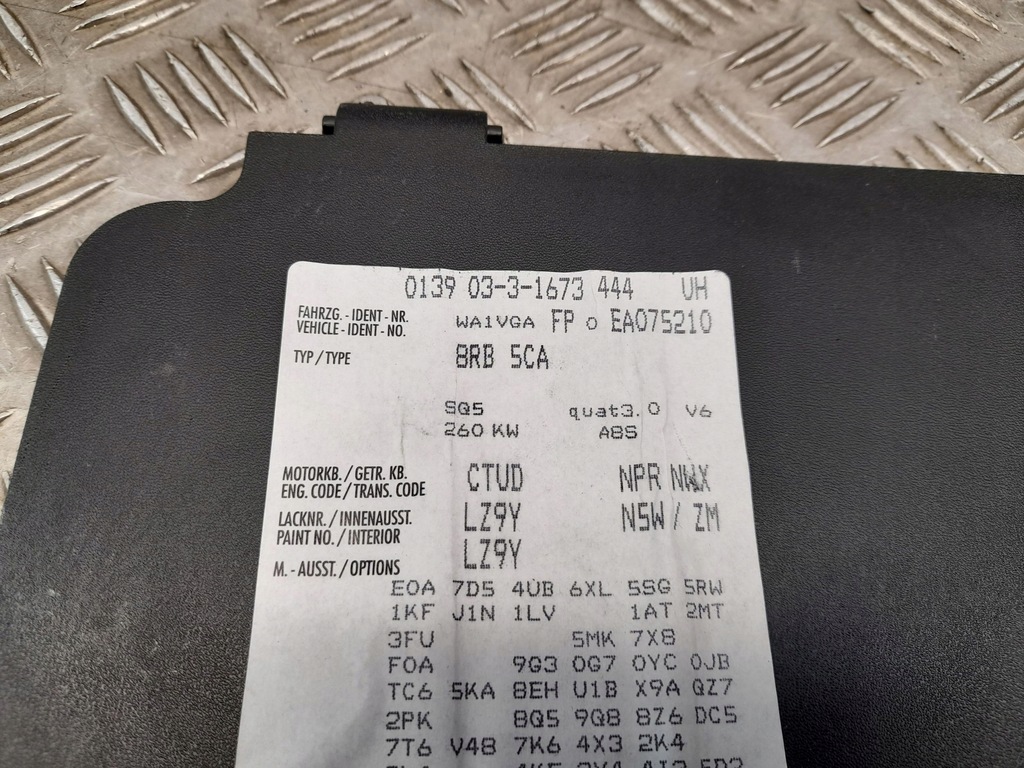 0139 03-3-1673 444 UH
FAHRZG. - IDENT - NR.
VEHICLE - IDENT - NO. WA1VGA FP o EA075210
TYP / TYPE 8RB 5CA
SQ5 quat3.0 V6
260 KW A8S
MOTORKB. / GETR. KB.
ENG. CODE / TRANS. CODE CTUD NPR NWX
LACKNR. / INNENAUSST.
PAINT NO. / INTERIOR LZ9Y N5W / ZM
LZ9Y
M. - AUSST. / OPTIONS
E0A 7D5 4UB 6XL 5SG 5RW
1KF J1N 1LV 1AT 2MT
3FU 5MK 7X8
F0A 9G3 0G7 0YC 0JB
TC6 5KA 8EH U1B X9A QZ7
2PK 8Q5 9Q8 8Z6 DC5
7T6 V48 7K6 4X3 2K4